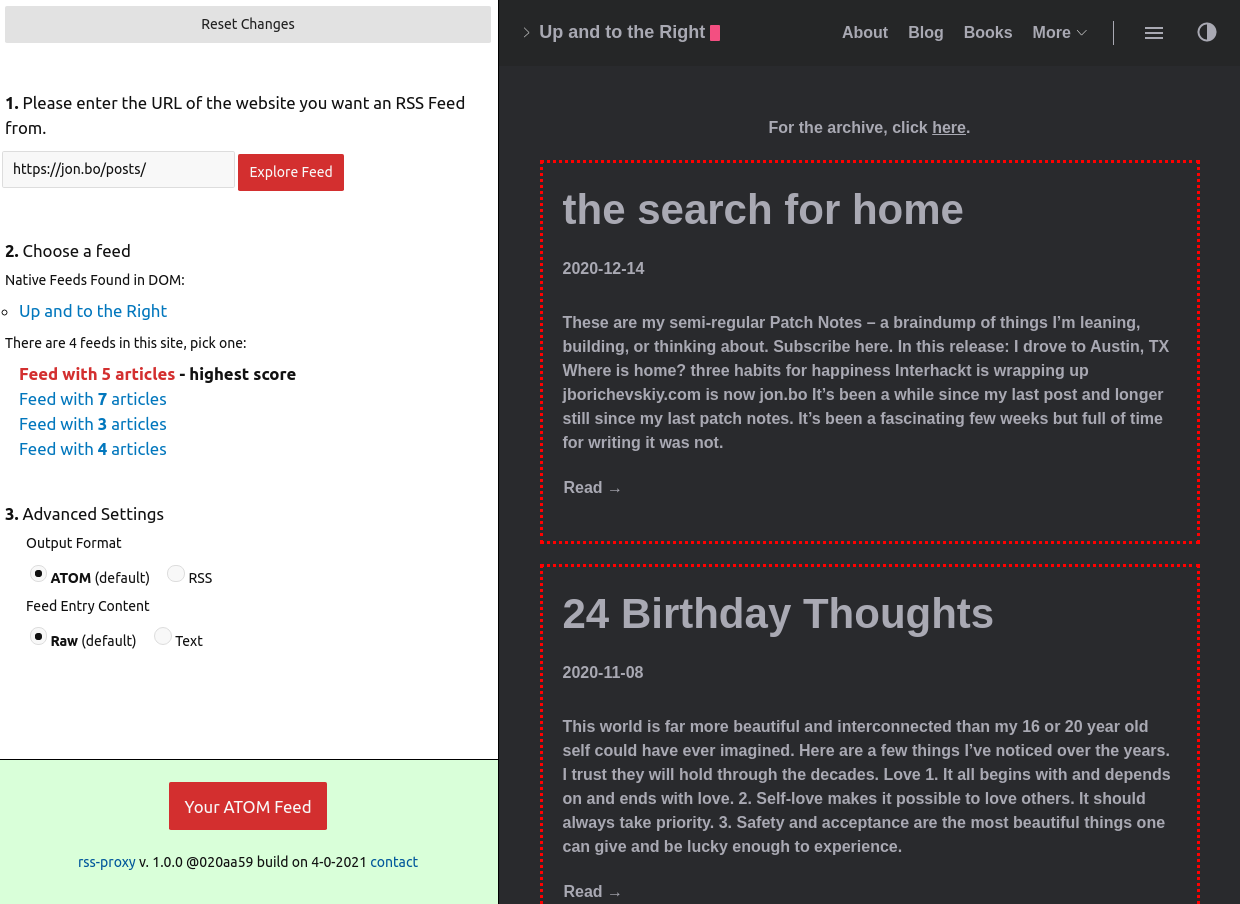 Reset Changes
1. Please enter the URL of the website you want an RSS Feed
from.
https://jon.bo/posts/
Explore Feed
2. Choose a feed
Native Feeds Found in DOM:
Up and to the Right
There are 4 feeds in this site, pick one:
Feed with 5 articles - highest score
Feed with 7 articles
Feed with 3 articles
Feed with 4 articles
3. Advanced Settings
Output Format
ATOM (default) RSS
Feed Entry Content
Raw (default) Text
Your ATOM Feed
rss-proxy v. 1.0.0 @020aa59 build on 4-0-2021 contact
Up and to the Right About Blog Books More
For the archive, click here.
the search for home
2020-12-14
These are my semi-regular Patch Notes – a braindump of things I’m leaning,
building, or thinking about. Subscribe here. In this release: I drove to Austin, TX
Where is home? three habits for happiness Interhackt is wrapping up
jborichevskiy.com is now jon.bo It’s been a while since my last post and longer
still since my last patch notes. It’s been a fascinating few weeks but full of time
for writing it was not.
Read →
24 Birthday Thoughts
2020-11-08
This world is far more beautiful and interconnected than my 16 or 20 year old
self could have ever imagined. Here are a few things I’ve noticed over the years.
I trust they will hold through the decades. Love 1. It all begins with and depends
on and ends with love. 2. Self-love makes it possible to love others. It should
always take priority. 3. Safety and acceptance are the most beautiful things one
can give and be lucky enough to experience.
Read →